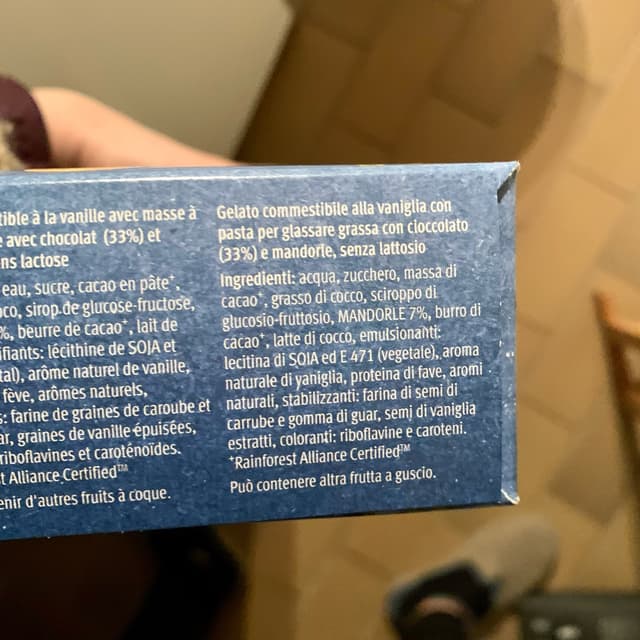 tible à la vanille avec masse à
avec chocolat (33%) et
ns lactose
eau, sucre, cacao en pâte⁺,
oco, sirop de glucose-fructose,
%, beurre de cacao⁺, lait de
ifiants: lécithine de SOJA et
tal), arôme naturel de vanille,
fève, arômes naturels,
s: farine de graines de caroube et
ar, graines de vanille épuisées,
riboflavines et caroténoïdes.
t Alliance Certified™
enir d'autres fruits à coque.
Gelato commestibile alla vaniglia con
pasta per glassare grassa con cioccolato
(33%) e mandorle, senza lattosio
Ingredienti: acqua, zucchero, massa di
cacao⁺, grasso di cocco, sciroppo di
glucosio-fruttosio, MANDORLE 7%, burro di
cacao⁺, latte di cocco, emulsionanti:
lecitina di SOIA ed E 471 (vegetale), aroma
naturale di vaniglia, proteina di fave, aromi
naturali, stabilizzanti: farina di semi di
carrube e gomma di guar, semi di vaniglia
estratti, coloranti: riboflavine e caroteni.
⁺Rainforest Alliance Certified™
Può contenere altra frutta a guscio.